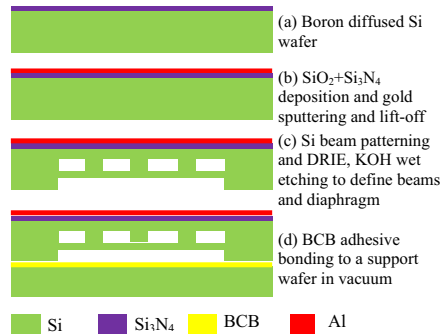 (a) Boron diffused Si
wafer
(b) SiO₂+Si₃N₄
deposition and gold
sputtering and lift-off
(c) Si beam patterning
and DRIE, KOH wet
etching to define beams
and diaphragm
(d) BCB adhesive
bonding to a support
wafer in vacuum
Si Si₃N₄ BCB Al